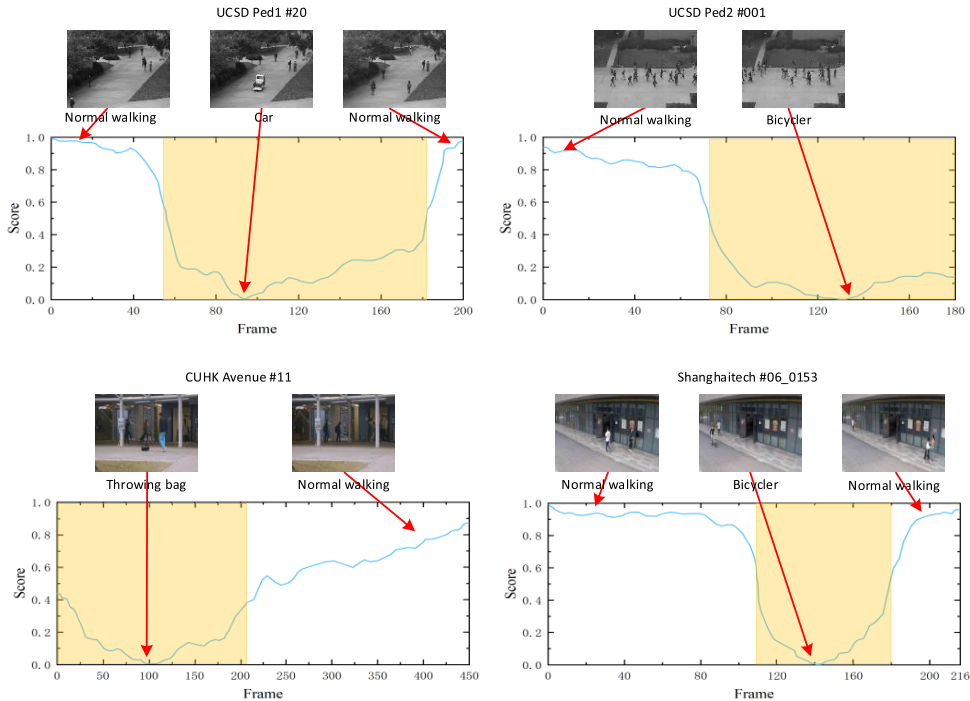 UCSD Ped1 #20
Normal walking
Car
Normal walking
Score
1.0
0.8
0.6
0.4
0.2
0.0
0 40 80 120 160 200
Frame
UCSD Ped2 #001
Normal walking
Bicycler
Score
1.0
0.8
0.6
0.4
0.2
0.0
0 40 80 120 160 180
Frame
CUHK Avenue #11
Throwing bag
Normal walking
Score
1.0
0.8
0.6
0.4
0.2
0.0
0 50 100 150 200 250 300 350 400 450
Frame
Shanghaitech #06_0153
Normal walking
Bicycler
Normal walking
Score
1.0
0.8
0.6
0.4
0.2
0.0
0 40 80 120 160 200 216
Frame